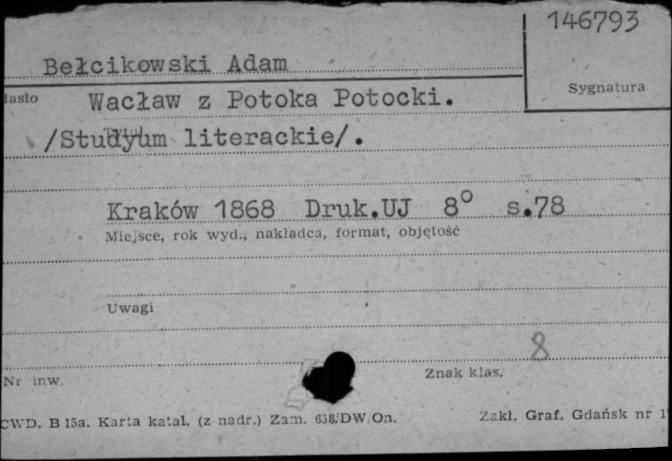 146793
Bełcikowski Adam
Sygnatura
Hasło Wacław z Potoka Potocki.
/Studyum literackie/.
Kraków 1868 Druk.UJ 8° s.78
Miejsce, rok wyd., nakładca, format, objętość
Uwagi
8
Nr inw. Znak klas.
CWD. B 15a. Karta katal. (z nadr.) Zam. 658/DW/On. Zakł. Graf. Gdańsk nr 1